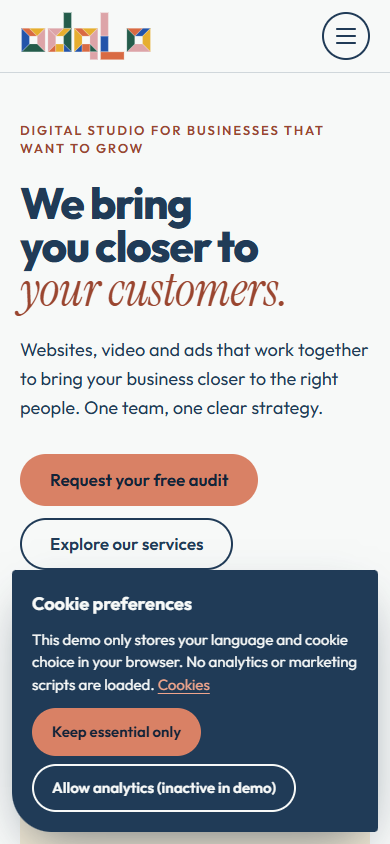 adaLa
DIGITAL STUDIO FOR BUSINESSES THAT
WANT TO GROW
We bring
you closer to
your customers.
Websites, video and ads that work together
to bring your business closer to the right
people. One team, one clear strategy.
Request your free audit
Explore our services
Cookie preferences
This demo only stores your language and cookie
choice in your browser. No analytics or marketing
scripts are loaded. Cookies
Keep essential only
Allow analytics (inactive in demo)